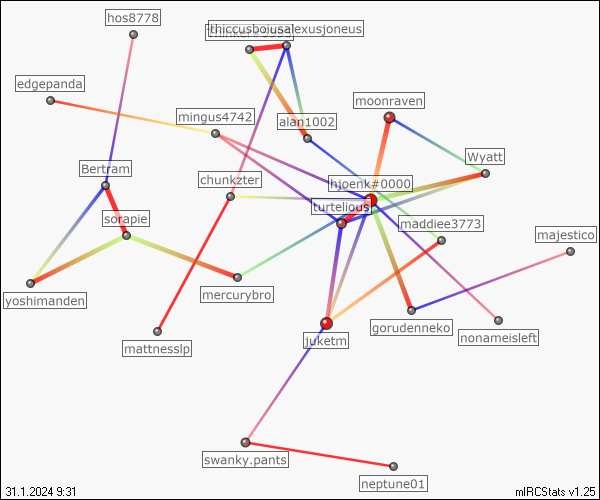 hos8778
thiccusboiusalexusjoneus
edgepanda
moonraven
mingus4742
alan1002
Wyatt
Bertram
chunkzter
hjoenk#0000
turtelious
sorapie
maddiee3773
majestico
mercurybro
yoshimanden
gorudenneko
nonameisleft
juketm
mattnesslp
swanky.pants
neptune01
31.1.2024 9:31
mIRCStats v1.25